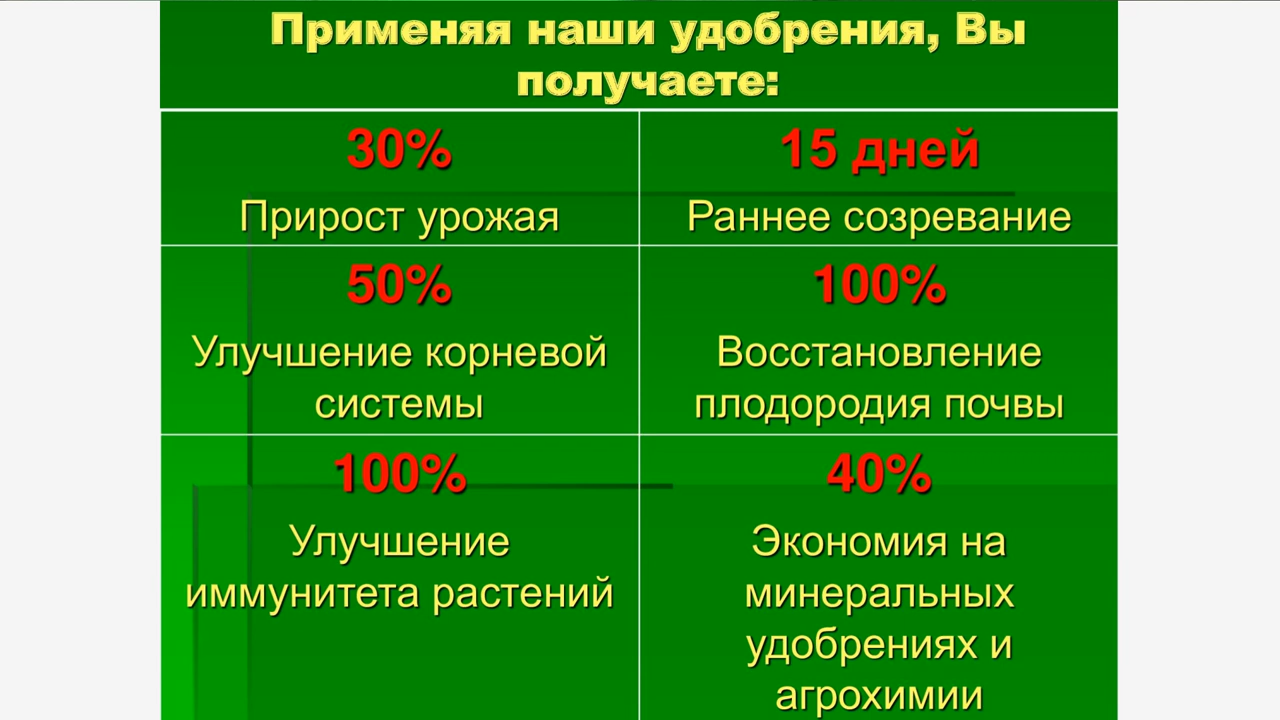 Применяя наши удобрения, Вы
получаете:
30%
Прирост урожая
15 дней
Раннее созревание
50%
Улучшение корневой
системы
100%
Восстановление
плодородия почвы
100%
Улучшение
иммунитета растений
40%
Экономия на
минеральных
удобрениях и
агрохимии